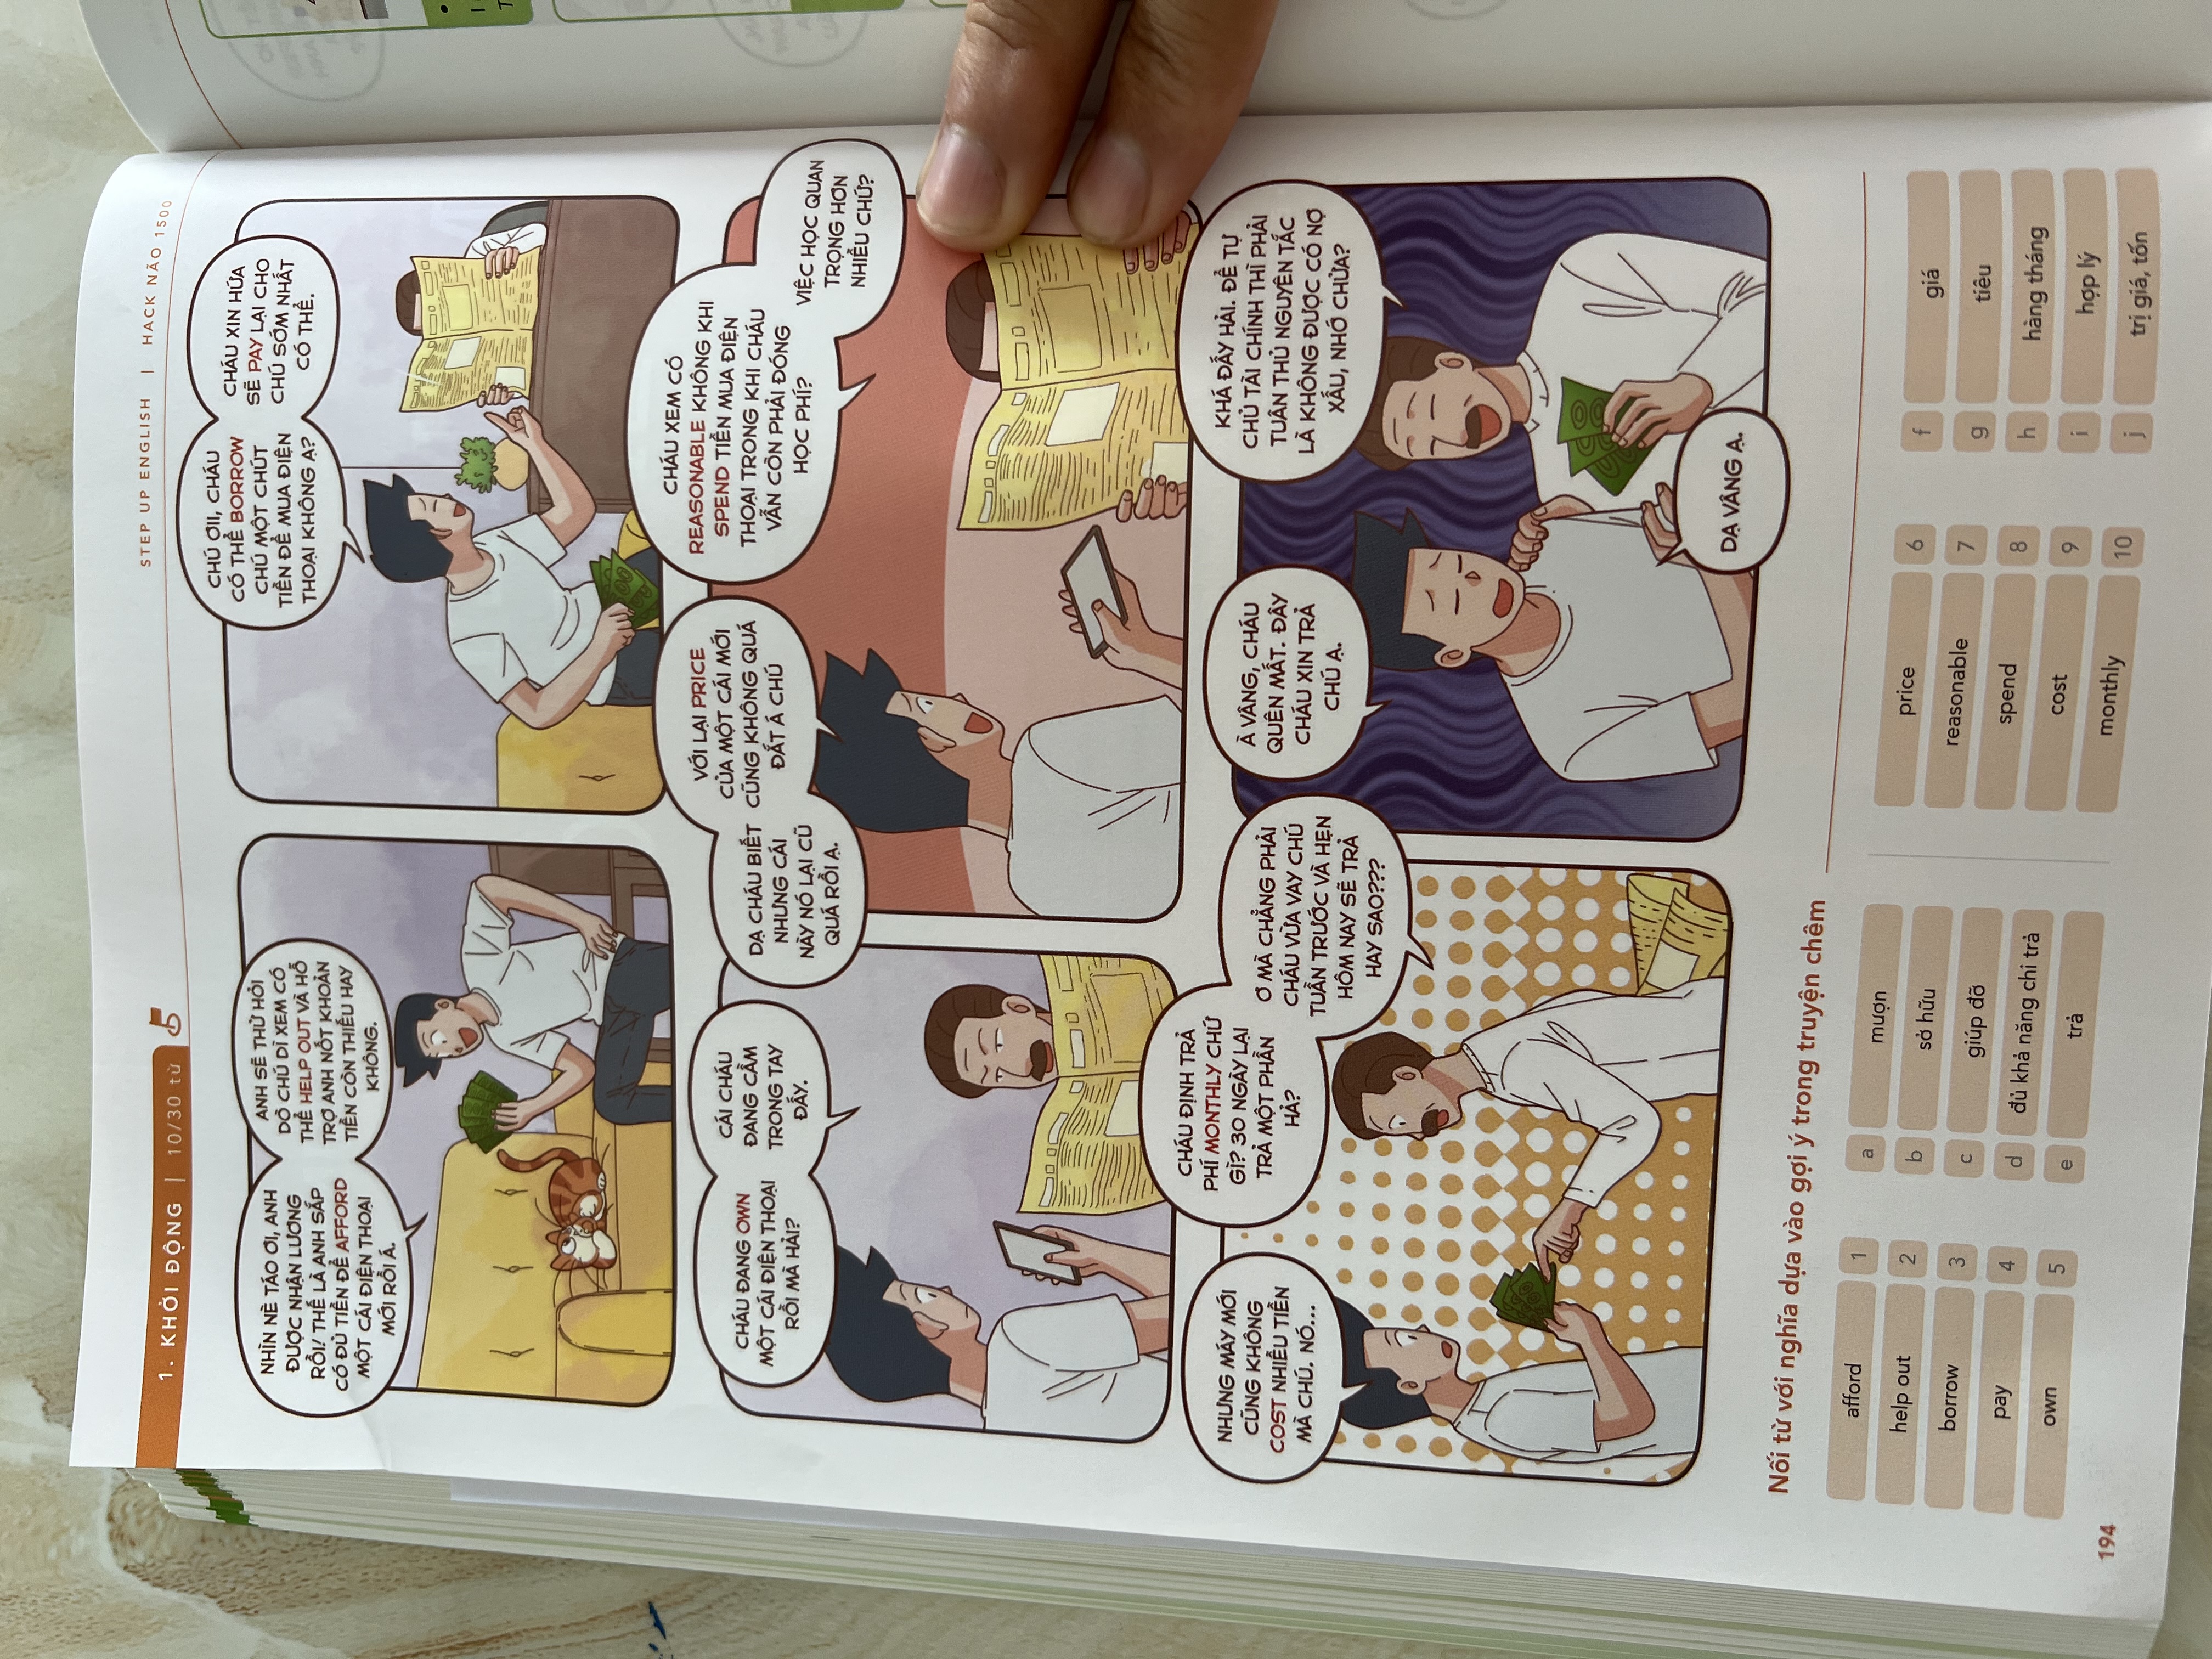 1. KHỞI ĐỘNG | 10/30 từ
STEP UP ENGLISH | HACK NÃO 1500
NHÌN NÈ TÁO ƠI, ANH
ĐƯỢC NHẬN LƯƠNG
RỒI! THẾ LÀ ANH SẮP
CÓ ĐỦ TIỀN ĐỂ AFFORD
MỘT CÁI ĐIỆN THOẠI
MỚI RỒI Á.
ANH SẼ THỬ HỎI
DÒ CHÚ DÌ XEM CÓ
THỂ HELP OUT VÀ HỖ
TRỢ ANH NỐT KHOẢN
TIỀN CÒN THIẾU HAY
KHÔNG.
CHÚ ƠII, CHÁU
CÓ THỂ BORROW
CHÚ MỘT CHÚT
TIỀN ĐỂ MUA ĐIỆN
THOẠI KHÔNG Ạ?
CHÁU XIN HỨA
SẼ PAY LẠI CHO
CHÚ SỚM NHẤT
CÓ THỂ.
CHÁU ĐANG OWN
MỘT CÁI ĐIỆN THOẠI
RỒI MÀ HẢI?
CÁI CHÁU
ĐANG CẦM
TRONG TAY
ĐẤY.
DẠ CHÁU BIẾT
NHƯNG CÁI
NÀY NÓ LẠI CŨ
QUÁ RỒI Ạ.
VỚI LẠI PRICE
CỦA MỘT CÁI MỚI
CŨNG KHÔNG QUÁ
ĐẮT Á CHÚ
CHÁU XEM CÓ
REASONABLE KHÔNG KHI
SPEND TIỀN MUA ĐIỆN
THOẠI TRONG KHI CHÁU
VẪN CÒN PHẢI ĐÓNG
HỌC PHÍ?
VIỆC HỌC QUAN
TRỌNG HƠN
NHIỀU CHỨ?
NHƯNG MÁY MỚI
CŨNG KHÔNG
COST NHIỀU TIỀN
MÀ CHÚ. NÓ...
CHÁU ĐỊNH TRẢ
PHÍ MONTHLY CHỨ
GÌ? 30 NGÀY LẠI
TRẢ MỘT PHẦN
HẢ?
Ơ MÀ CHẲNG PHẢI
CHÁU VỪA VAY CHÚ
TUẦN TRƯỚC VÀ HẸN
HÔM NAY SẼ TRẢ
HAY SAO???
À VÂNG, CHÁU
QUÊN MẤT. ĐÂY
CHÁU XIN TRẢ
CHÚ Ạ.
KHÁ ĐẤY HẢI. ĐỂ TỰ
CHỦ TÀI CHÍNH THÌ PHẢI
TUÂN THỦ NGUYÊN TẮC
LÀ KHÔNG ĐƯỢC CÓ NỢ
XẤU, NHỚ CHỬA?
DẠ VÂNG Ạ.
Nối từ với nghĩa dựa vào gợi ý trong truyện chêm
afford 1
help out 2
borrow 3
pay 4
own 5
a mượn
b sở hữu
c giúp đỡ
d đủ khả năng chi trả
e trả
price 6
reasonable 7
spend 8
cost 9
monthly 10
f giá
g tiêu
h hàng tháng
i hợp lý
j trị giá, tốn
194